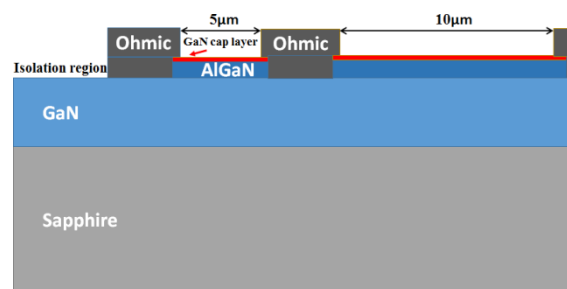 5μm
10μm
Ohmic
GaN cap layer
Ohmic
Isolation region
AlGaN
GaN
Sapphire